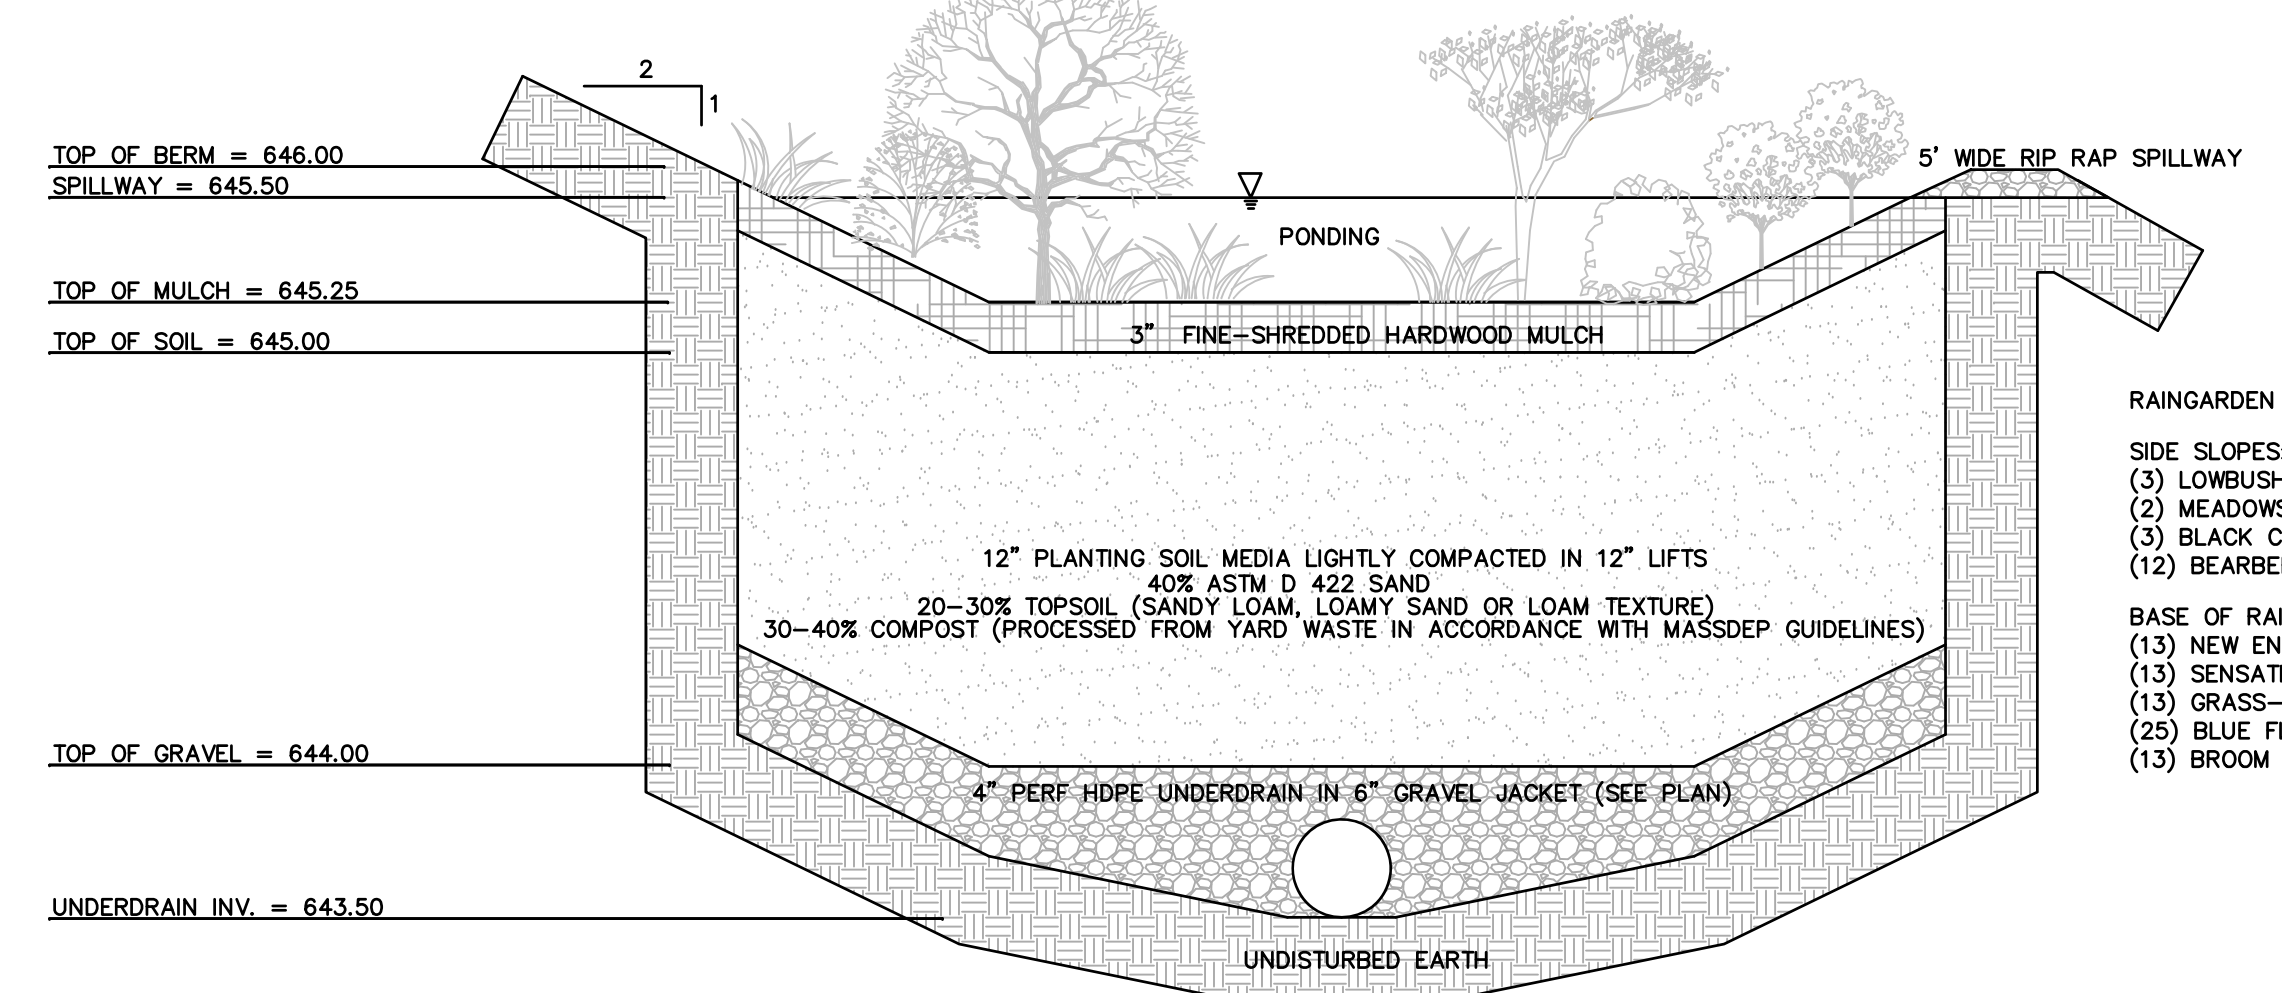 2
1
TOP OF BERM = 646.00
SPILLWAY = 645.50
5' WIDE RIP RAP SPILLWAY
PONDING
TOP OF MULCH = 645.25
3" FINE-SHREDDED HARDWOOD MULCH
TOP OF SOIL = 645.00
12" PLANTING SOIL MEDIA LIGHTLY COMPACTED IN 12" LIFTS
40% ASTM D 422 SAND
20-30% TOPSOIL (SANDY LOAM, LOAMY SAND OR LOAM TEXTURE)
30-40% COMPOST (PROCESSED FROM YARD WASTE IN ACCORDANCE WITH MASSDEP GUIDELINES)
TOP OF GRAVEL = 644.00
4" PERF HDPE UNDERDRAIN IN 6" GRAVEL JACKET (SEE PLAN)
UNDERDRAIN INV. = 643.50
UNDISTURBED EARTH
RAINGARDEN
SIDE SLOPES:
(3) LOWBUSH
(2)
(3) BLACK
(12)
BASE OF
(13) NEW
(13)
(13) GRASS-
(25) BLUE
(13) BROOM